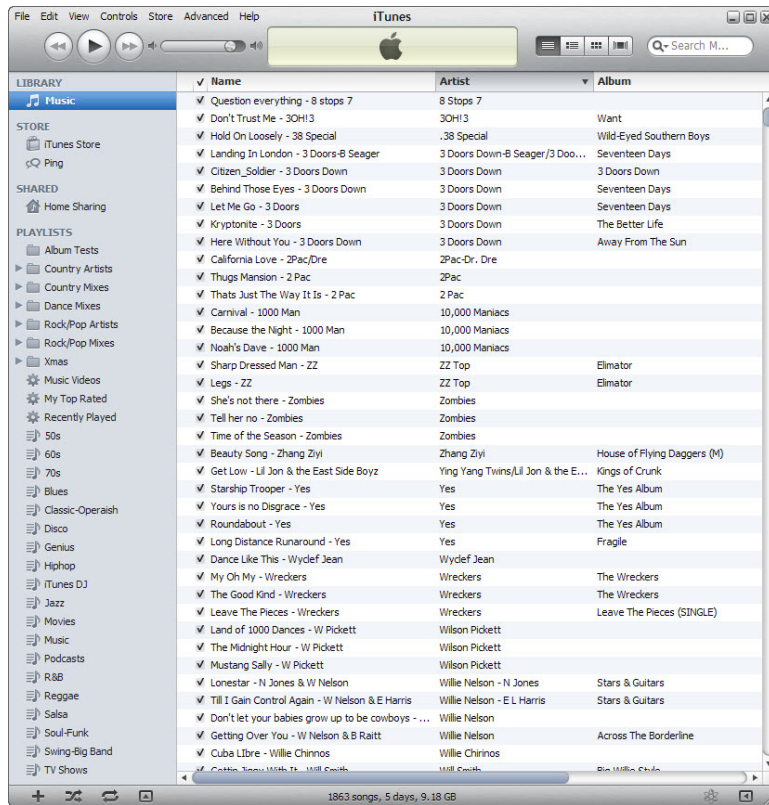 File Edit View Controls Store Advanced Help
iTunes
Search M...
LIBRARY
Music
STORE
iTunes Store
Ping
SHARED
Home Sharing
PLAYLISTS
Album Tests
Country Artists
Country Mixes
Dance Mixes
Rock/Pop Artists
Rock/Pop Mixes
Xmas
Music Videos
My Top Rated
Recently Played
50s
60s
70s
Blues
Classic-Operaish
Disco
Genius
Hiphop
iTunes DJ
Jazz
Movies
Music
Podcasts
R&B
Reggae
Salsa
Soul-Funk
Swing-Big Band
TV Shows
Name Artist Album
Question everything - 8 stops 7 8 Stops 7
Don't Trust Me - 3OH!3 3OH!3 Want
Hold On Loosely - 38 Special .38 Special Wild-Eyed Southern Boys
Landing In London - 3 Doors-B Seager 3 Doors Down-B Seager/3 Doo... Seventeen Days
Citizen_Soldier - 3 Doors Down 3 Doors Down 3 Doors Down
Behind Those Eyes - 3 Doors Down 3 Doors Down Seventeen Days
Let Me Go - 3 Doors 3 Doors Down Seventeen Days
Kryptonite - 3 Doors 3 Doors Down The Better Life
Here Without You - 3 Doors Down 3 Doors Down Away From The Sun
California Love - 2Pac/Dre 2Pac-Dr. Dre
Thugs Mansion - 2 Pac 2Pac
Thats Just The Way It Is - 2 Pac 2 Pac
Carnival - 1000 Man 10,000 Maniacs
Because the Night - 1000 Man 10,000 Maniacs
Noah's Dave - 1000 Man 10,000 Maniacs
Sharp Dressed Man - ZZ ZZ Top Elimator
Legs - ZZ ZZ Top Elimator
She's not there - Zombies Zombies
Tell her no - Zombies Zombies
Time of the Season - Zombies Zombies
Beauty Song - Zhang Ziyi Zhang Ziyi House of Flying Daggers (M)
Get Low - Lil Jon & the East Side Boyz Ying Yang Twins/Lil Jon & the E... Kings of Crunk
Starship Trooper - Yes Yes The Yes Album
Yours is no Disgrace - Yes Yes The Yes Album
Roundabout - Yes Yes The Yes Album
Long Distance Runaround - Yes Yes Fragile
Dance Like This - Wyclef Jean Wyclef Jean
My Oh My - Wreckers Wreckers The Wreckers
The Good Kind - Wreckers Wreckers The Wreckers
Leave The Pieces - Wreckers Wreckers Leave The Pieces (SINGLE)
Land of 1000 Dances - W Pickett Wilson Pickett
The Midnight Hour - W Pickett Wilson Pickett
Mustang Sally - W Pickett Wilson Pickett
Lonestar - N Jones & W Nelson Willie Nelson - N Jones Stars & Guitars
Till I Gain Control Again - W Nelson & E Harris Willie Nelson - E L Harris Stars & Guitars
Don't let your babies grow up to be cowboys - ... Willie Nelson
Getting Over You - W Nelson & B Raitt Willie Nelson Across The Borderline
Cuba LIbre - Willie Chinnos Willie Chirinos
Gettin Jiggy With It - Will Smith Will Smith Big Willie Style
1863 songs, 5 days, 9.18 GB